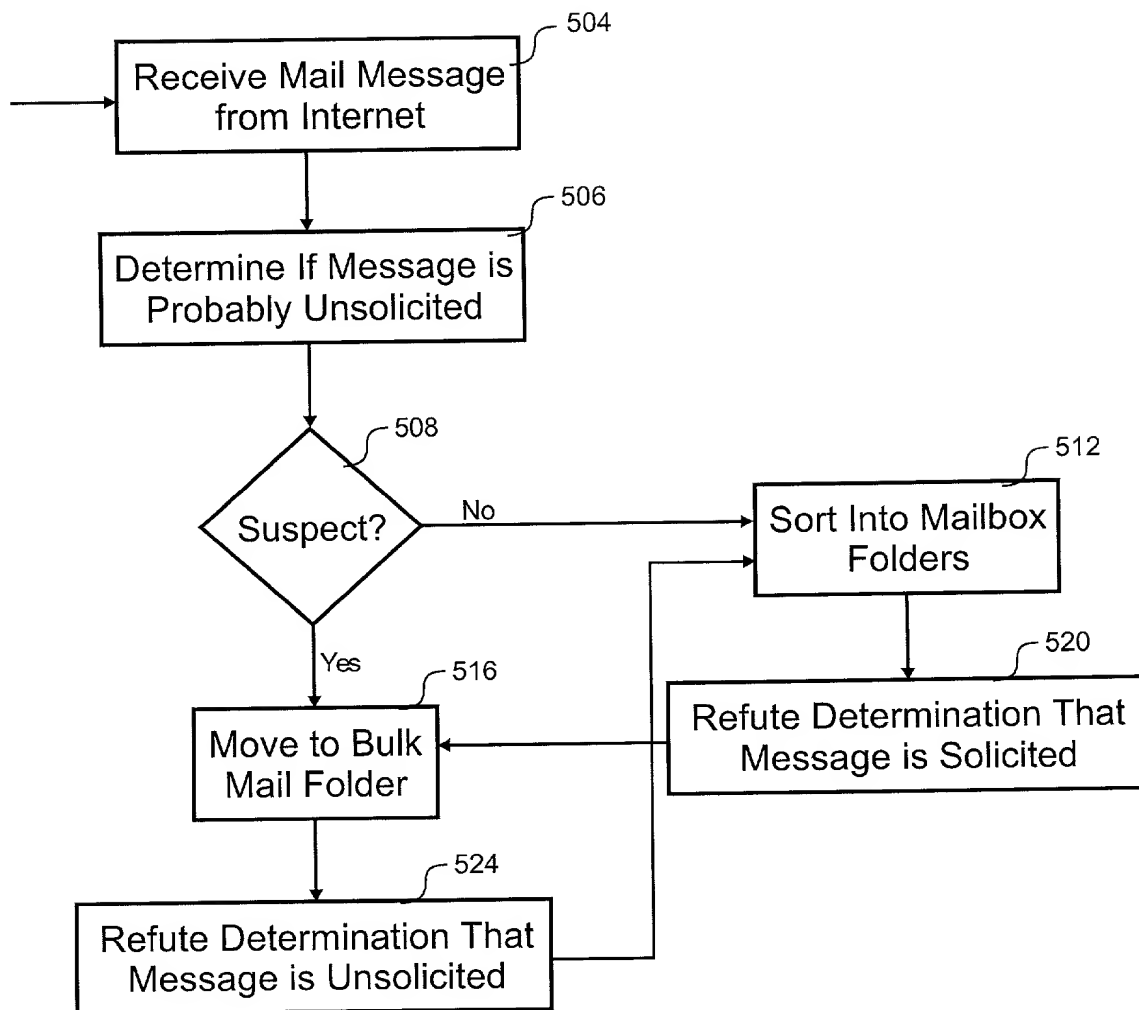 504
Receive Mail Message
from Internet
506
Determine If Message is
Probably Unsolicited
508
Suspect?
No
512
Sort Into Mailbox
Folders
Yes
516
Move to Bulk
Mail Folder
520
Refute Determination That
Message is Solicited
524
Refute Determination That
Message is Unsolicited